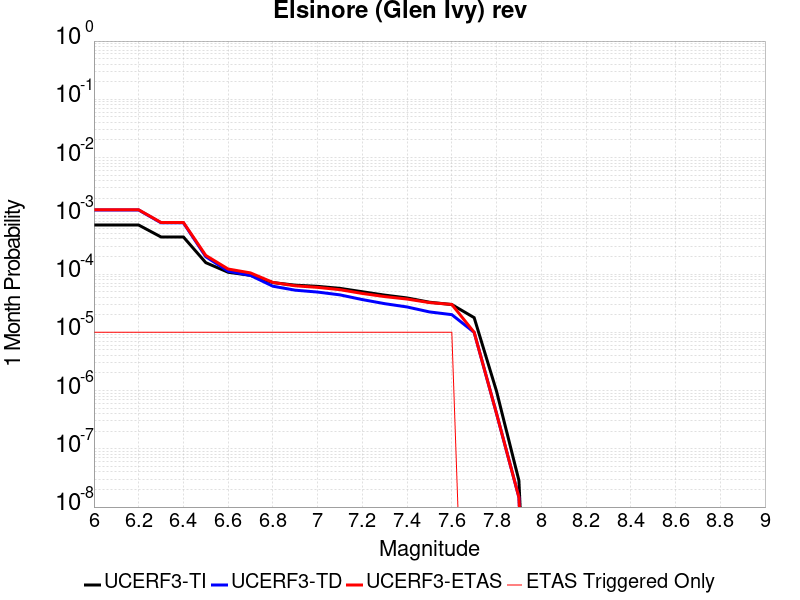 Elsinore (Glen Ivy) rev
10^0
10^-1
10^-2
10^-3
10^-4
10^-5
10^-6
10^-7
10^-8
1 Month Probability
6 6.2 6.4 6.6 6.8 7 7.2 7.4 7.6 7.8 8 8.2 8.4 8.6 8.8 9
Magnitude
UCERF3-TI UCERF3-TD UCERF3-ETAS ETAS Triggered Only